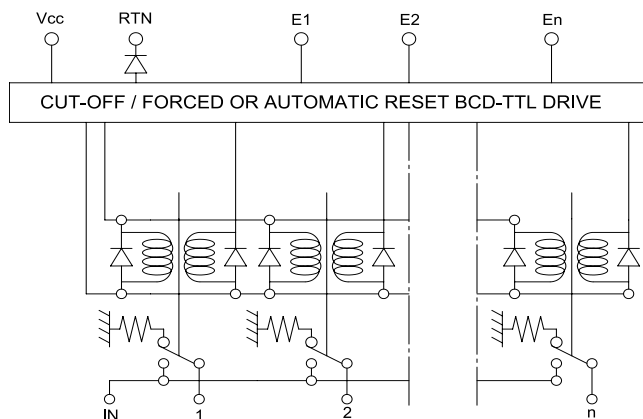 Vcc RTN E1 E2 En
CUT-OFF / FORCED OR AUTOMATIC RESET BCD-TTL DRIVE
IN 1 2 n